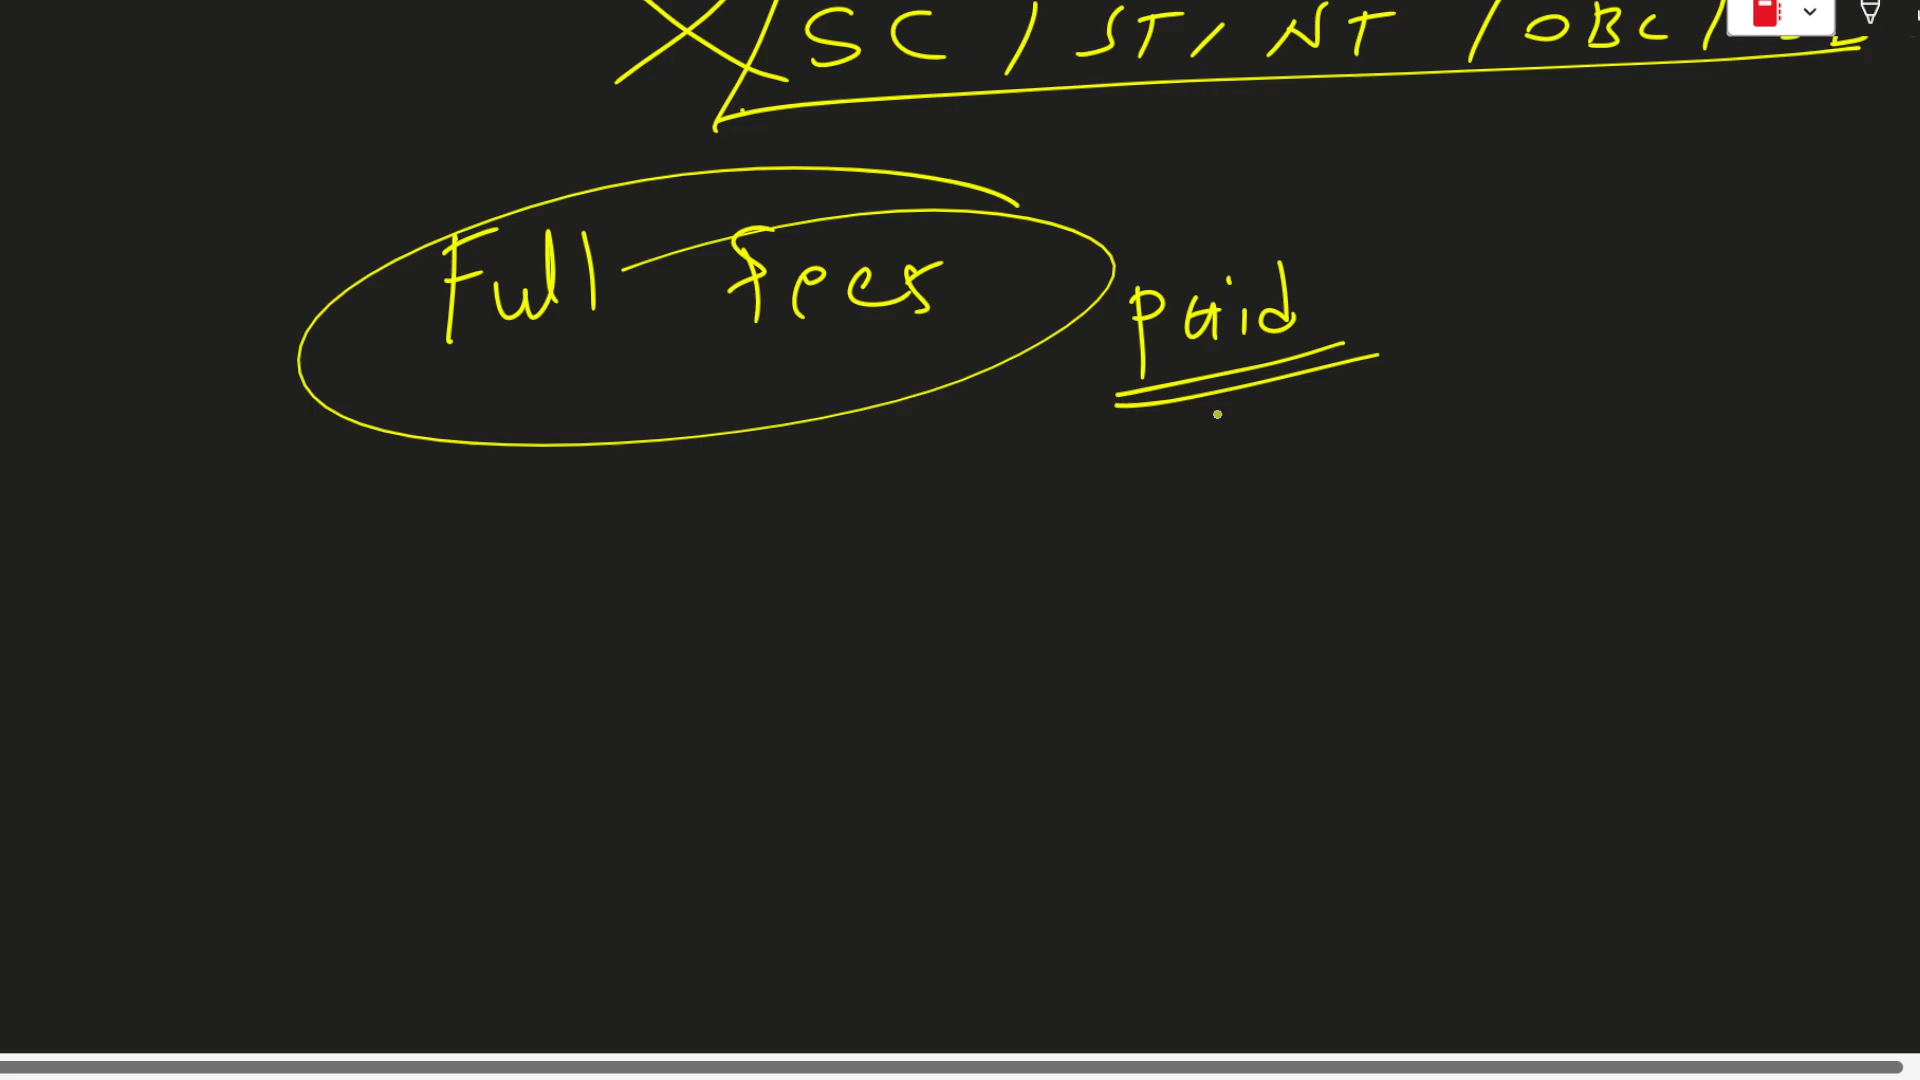 SC / ST / NT / OBC /
Full - Fees paid